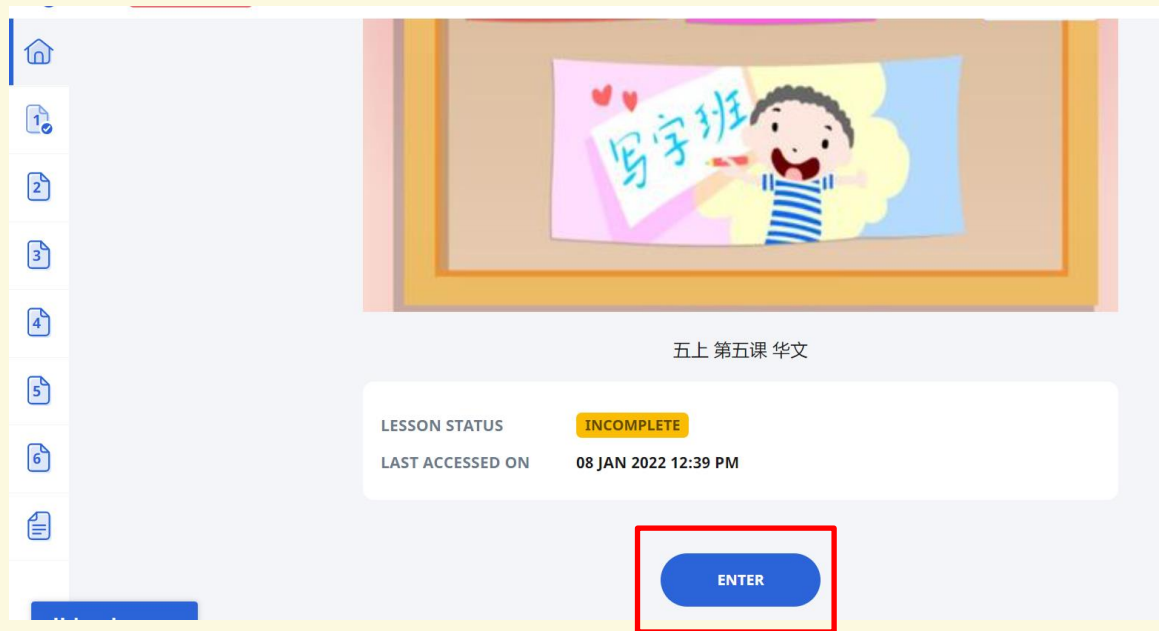 写字班
1
2
3
4
5
6
五上 第五课 华文
LESSON STATUS INCOMPLETE
LAST ACCESSED ON 08 JAN 2022 12:39 PM
ENTER